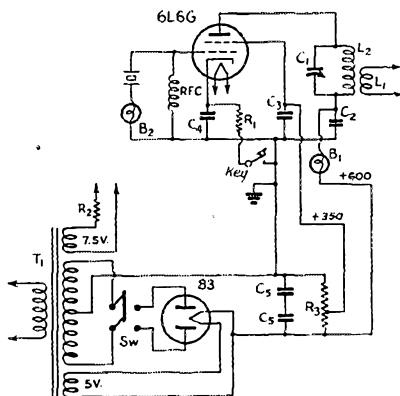 6L6G
C1
L2
L1
RFC
C3
R1
C4
C2
B2
B1
Key
+600
+350
R2
7.5V.
T1
83
C5
C5
R3
Sw
5V.